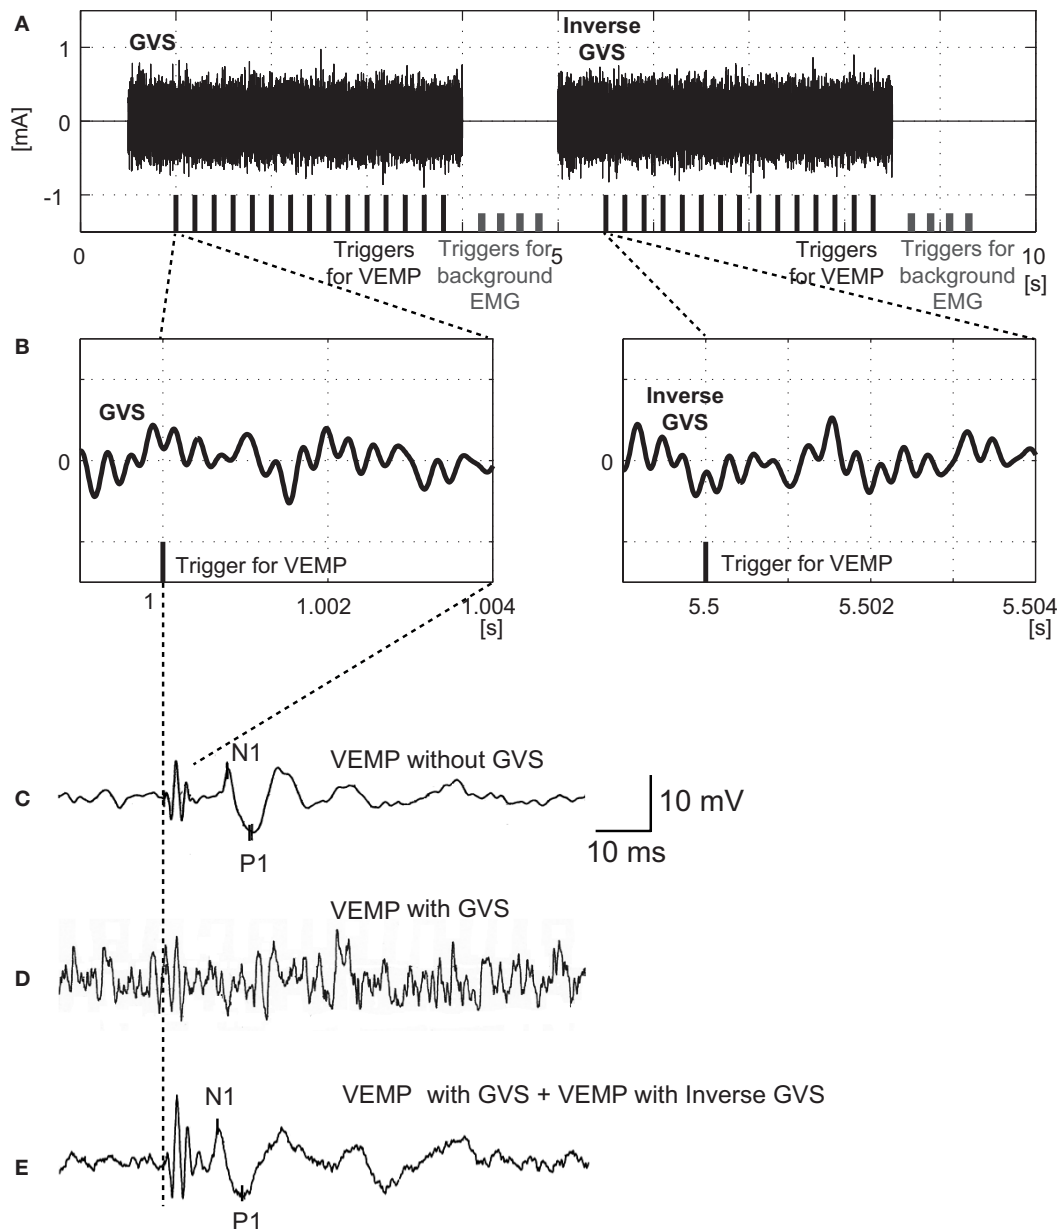 A
GVS
Inverse
GVS
[mA]
1
0
-1
Triggers
for VEMP
Triggers for
background
EMG
Triggers
for VEMP
Triggers for
background
EMG
0
5
10
[s]
B
GVS
0
Trigger for VEMP
1
1.002
1.004
[s]
Inverse
GVS
0
Trigger for VEMP
5.5
5.502
5.504
[s]
C
N1
VEMP without GVS
P1
10 mV
10 ms
D
VEMP with GVS
E
N1
VEMP with GVS + VEMP with Inverse GVS
P1